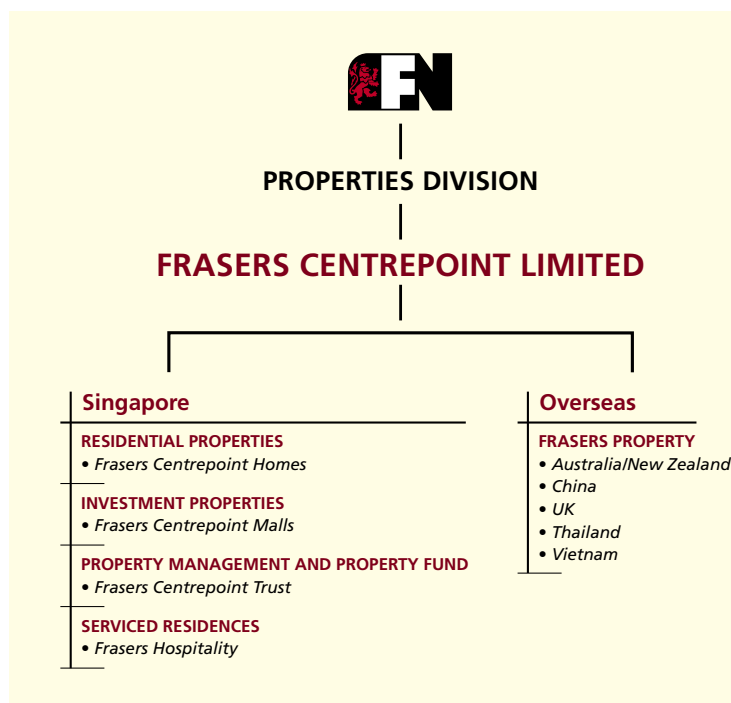 FN
PROPERTIES DIVISION
FRASERS CENTREPOINT LIMITED
Singapore
RESIDENTIAL PROPERTIES
• Frasers Centrepoint Homes
INVESTMENT PROPERTIES
• Frasers Centrepoint Malls
PROPERTY MANAGEMENT AND PROPERTY FUND
• Frasers Centrepoint Trust
SERVICED RESIDENCES
• Frasers Hospitality
Overseas
FRASERS PROPERTY
• Australia/New Zealand
• China
• UK
• Thailand
• Vietnam